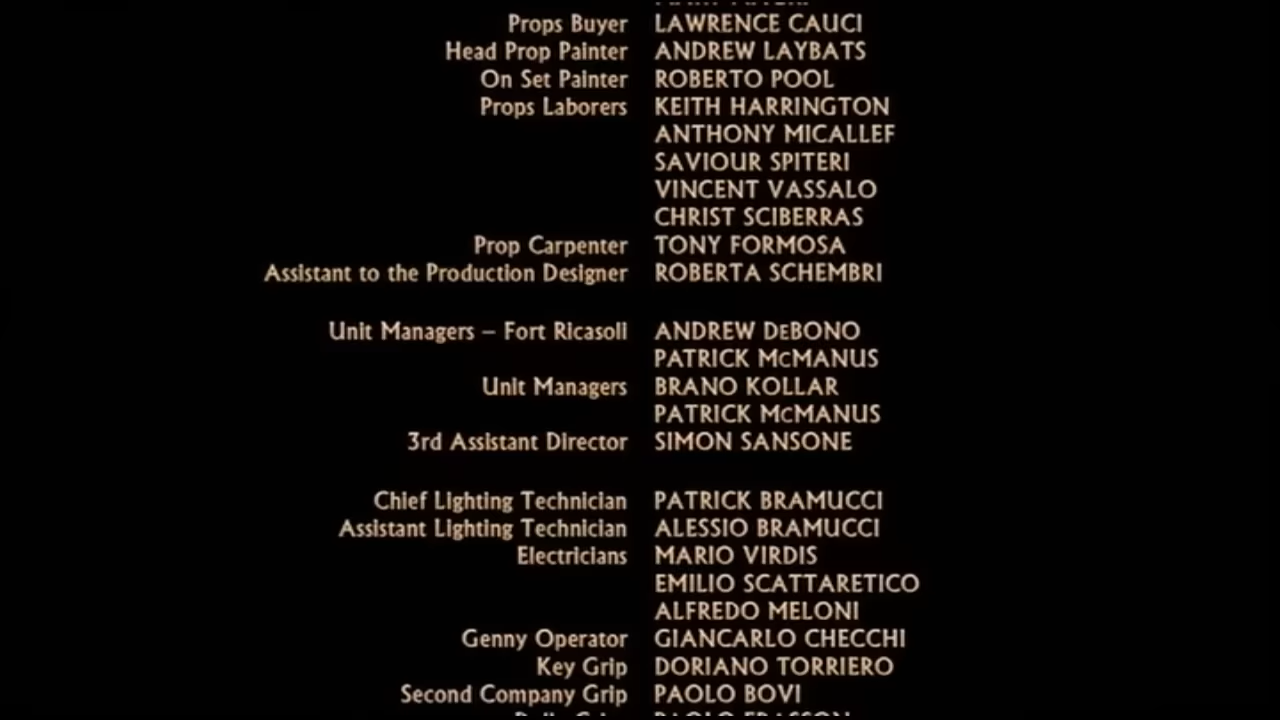 Props Buyer LAWRENCE CAUCI
Head Prop Painter ANDREW LAYBATS
On Set Painter ROBERTO POOL
Props Laborers KEITH HARRINGTON
ANTHONY MICALLEF
SAVIOUR SPITERI
VINCENT VASSALO
CHRIST SCIBERRAS
Prop Carpenter TONY FORMOSA
Assistant to the Production Designer ROBERTA SCHEMBRI
Unit Managers – Fort Ricasoli ANDREW DEBONO
PATRICK McMANUS
Unit Managers BRANO KOLLAR
PATRICK McMANUS
3rd Assistant Director SIMON SANSONE
Chief Lighting Technician PATRICK BRAMUCCI
Assistant Lighting Technician ALESSIO BRAMUCCI
Electricians MARIO VIRDIS
EMILIO SCATTARETICO
ALFREDO MELONI
Genny Operator GIANCARLO CHECCHI
Key Grip DORIANO TORRIERO
Second Company Grip PAOLO BOVI